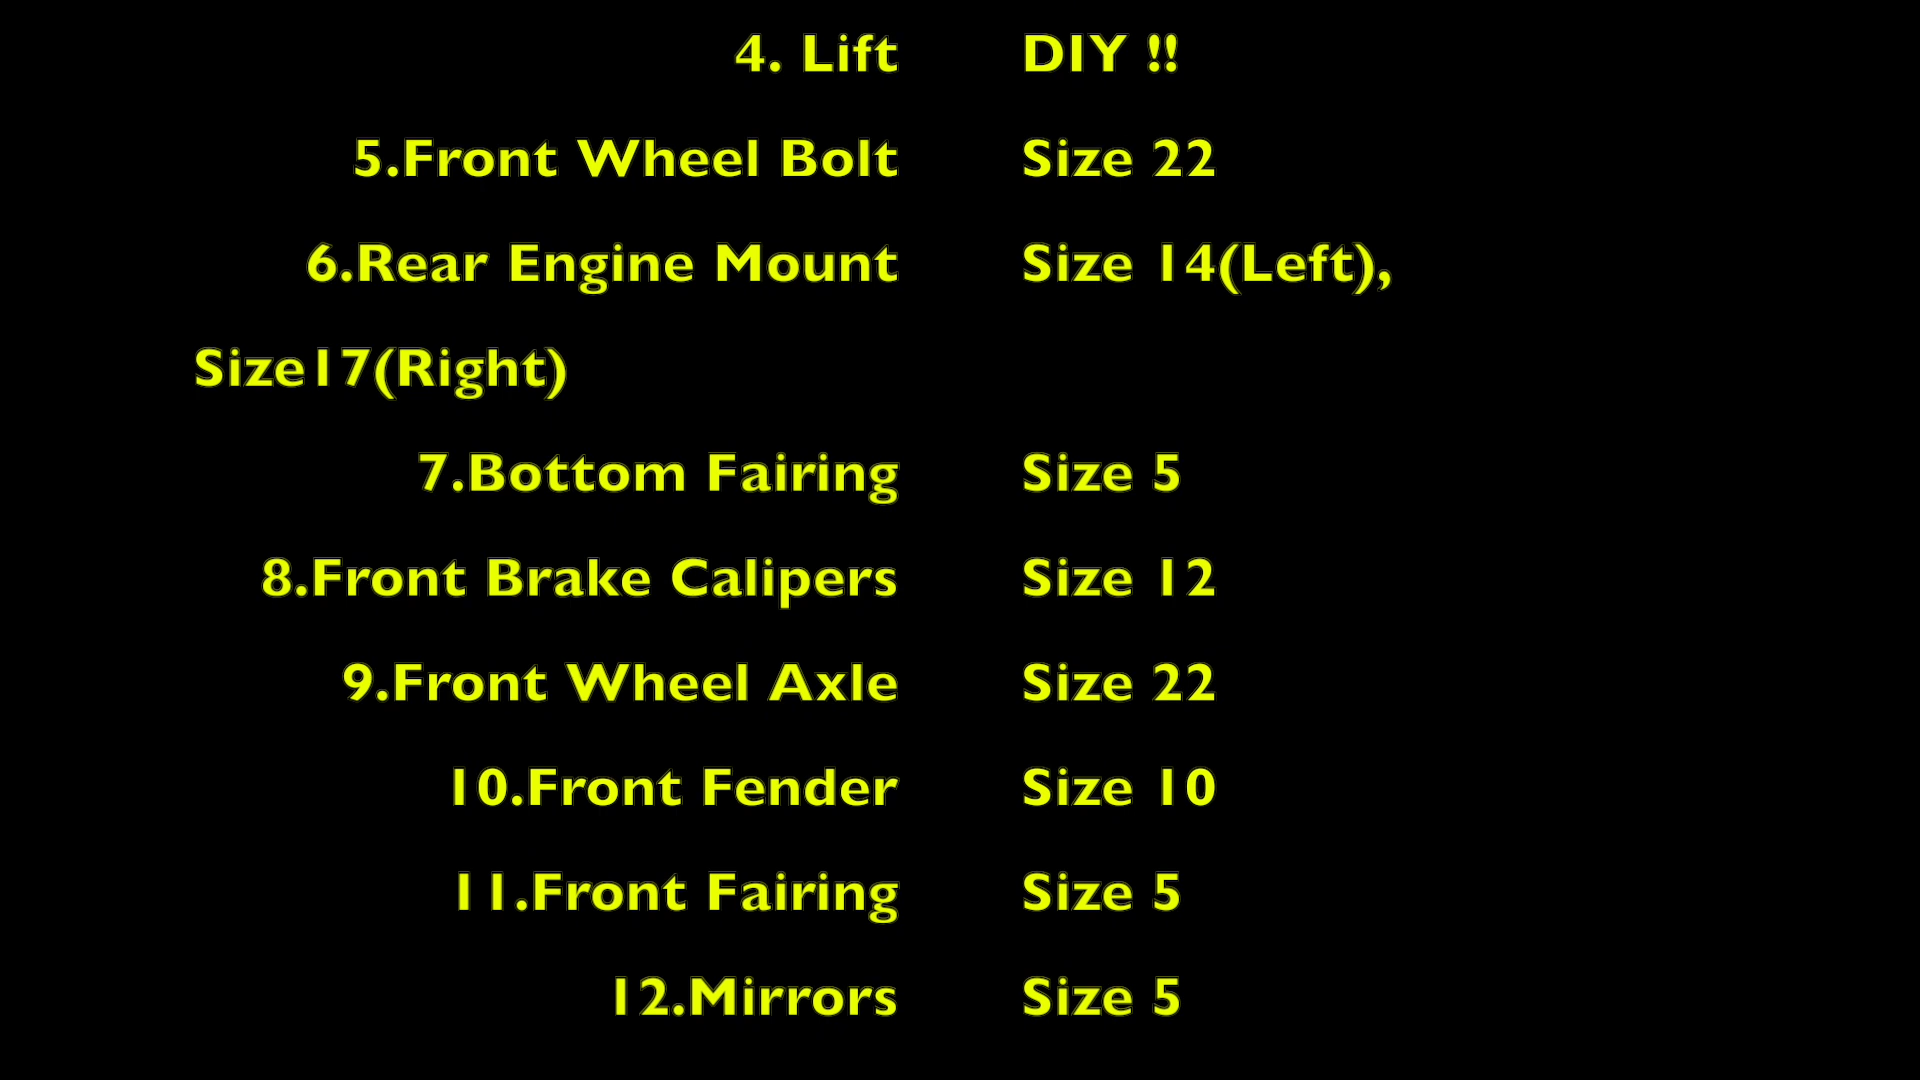 4. Lift DIY !!
5.Front Wheel Bolt Size 22
6.Rear Engine Mount Size 14(Left),
Size17(Right)
7.Bottom Fairing Size 5
8.Front Brake Calipers Size 12
9.Front Wheel Axle Size 22
10.Front Fender Size 10
11.Front Fairing Size 5
12.Mirrors Size 5